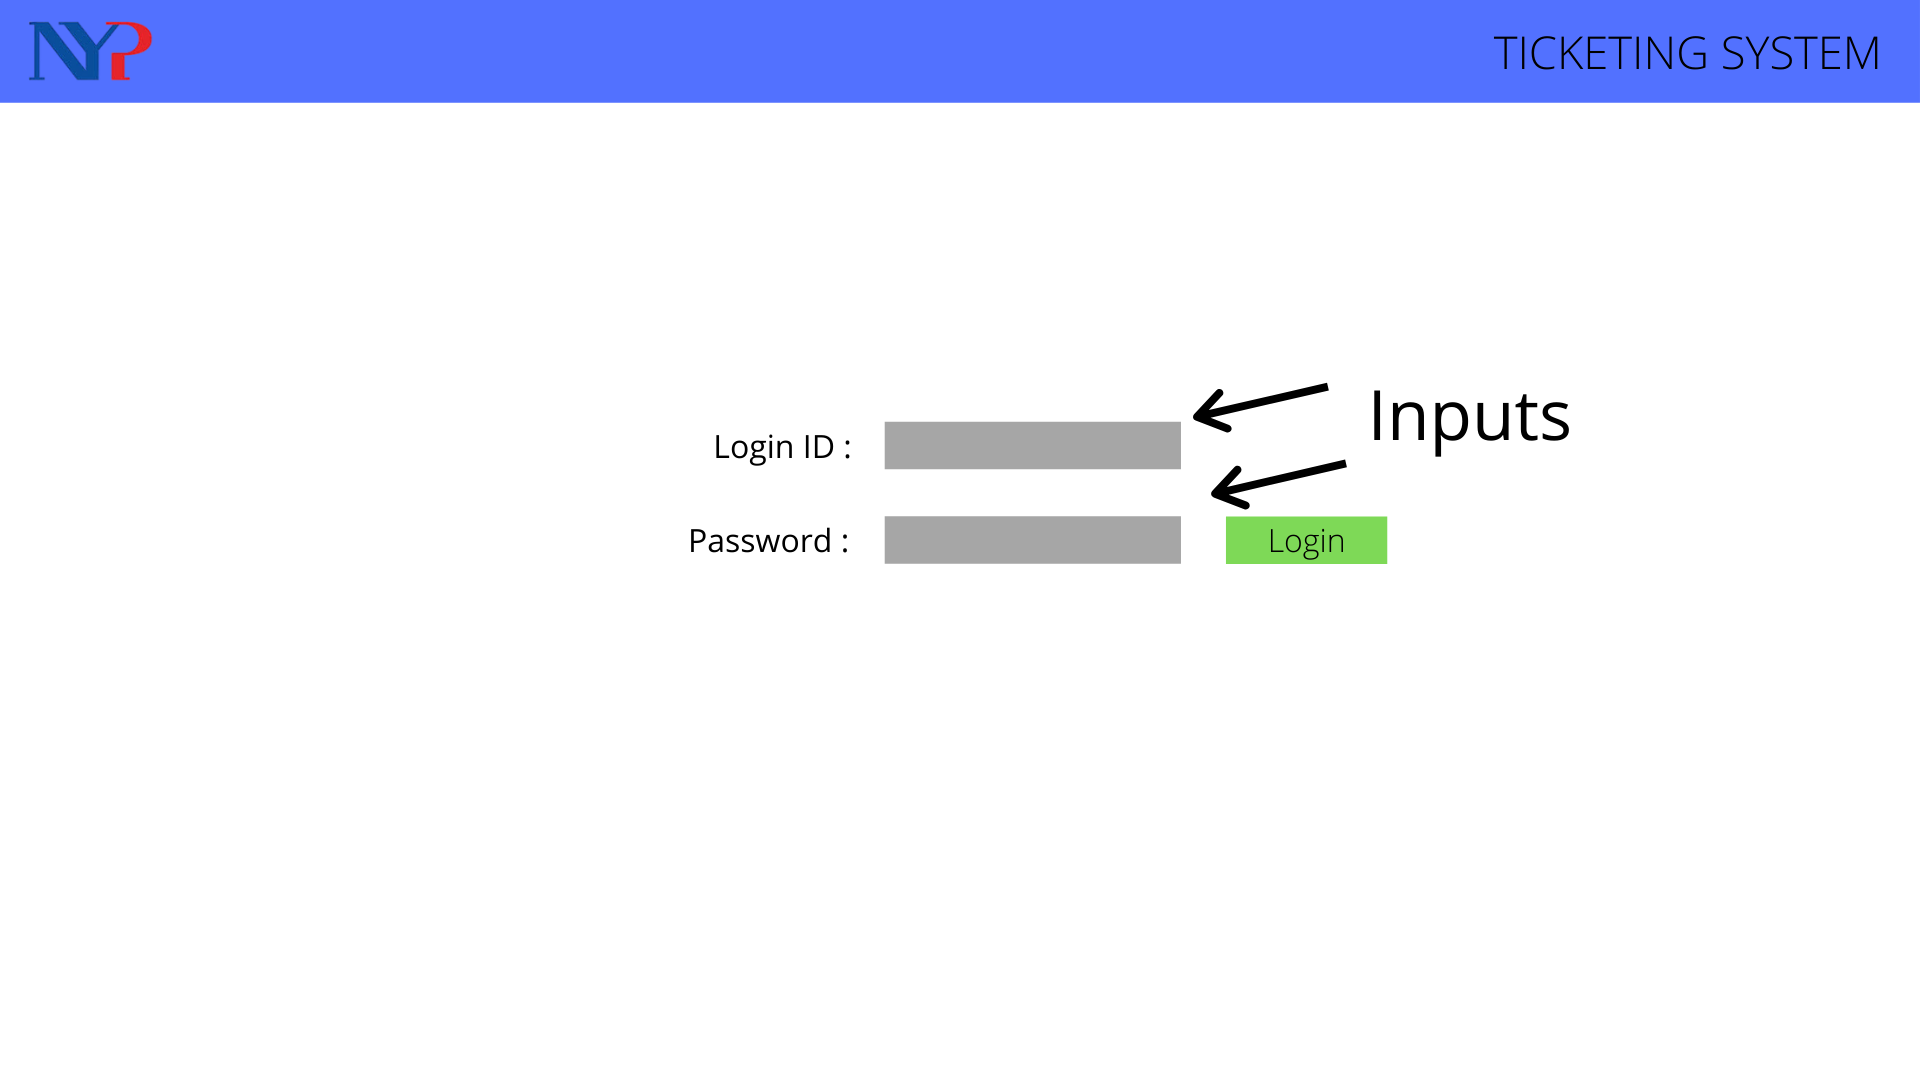 NYP
TICKETING SYSTEM
Inputs
Login ID :
Password :
Login